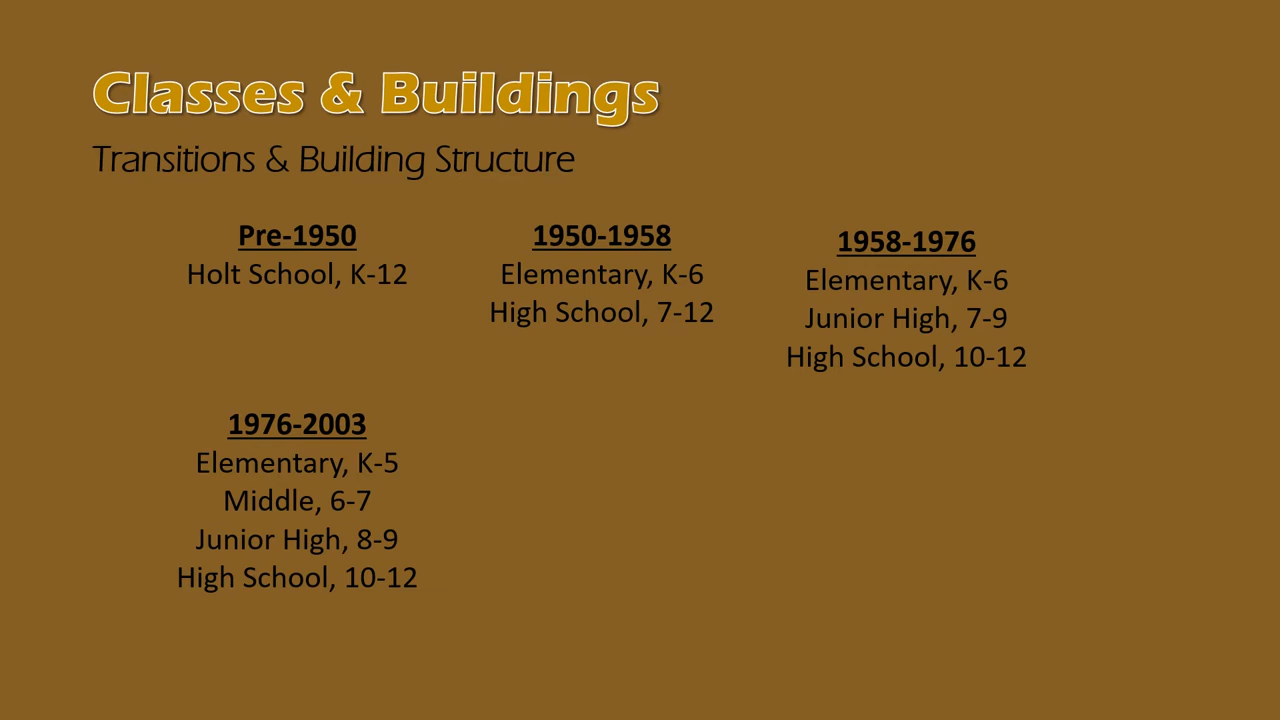 Classes & Buildings
Transitions & Building Structure
Pre-1950
Holt School, K-12
1950-1958
Elementary, K-6
High School, 7-12
1958-1976
Elementary, K-6
Junior High, 7-9
High School, 10-12
1976-2003
Elementary, K-5
Middle, 6-7
Junior High, 8-9
High School, 10-12